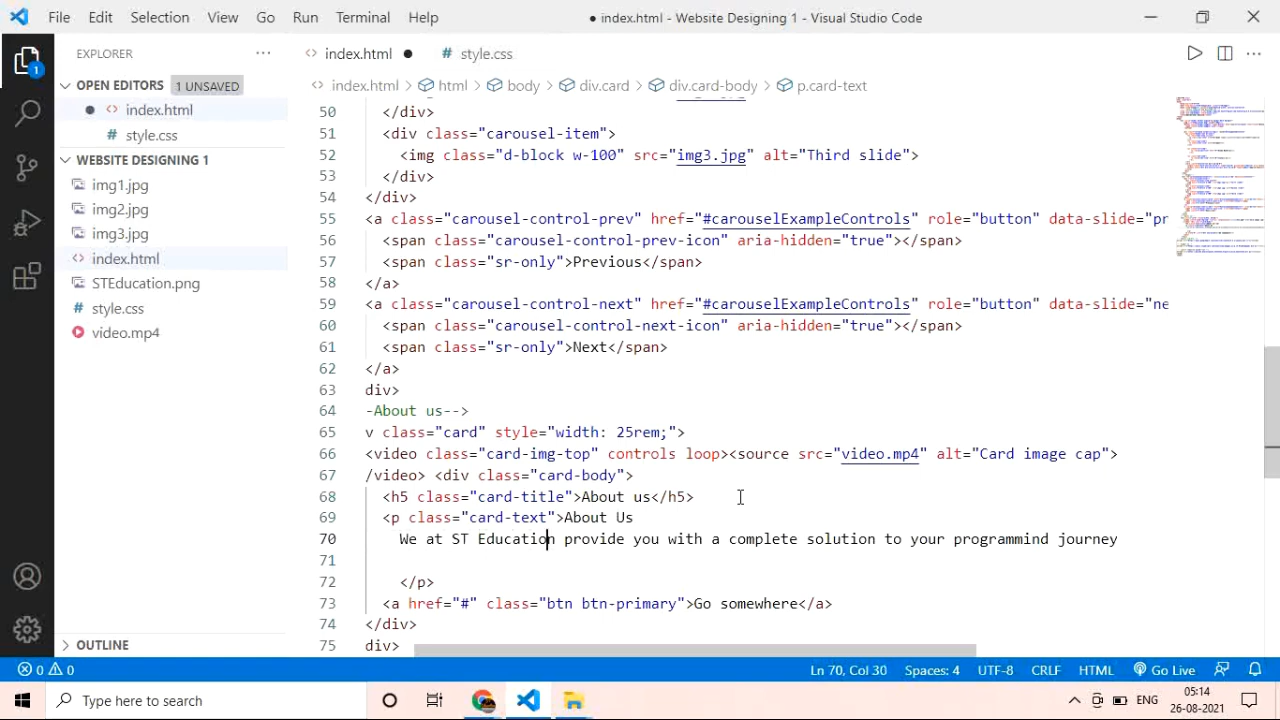 File Edit Selection View Go Run Terminal Help
● index.html - Website Designing 1 - Visual Studio Code
EXPLORER
index.html
style.css
OPEN EDITORS 1 UNSAVED
index.html
style.css
WEBSITE DESIGNING 1
img1.jpg
img2.jpg
img3.jpg
index.html
STEducation.png
style.css
video.mp4
OUTLINE
index.html > html > body > div.card > div.card-body > p.card-text
50 </div>
51 <div class="carousel-item">
52 <img class= block w-100" src="img3.jpg "Third slide">
53 </div>
/div>
"carousel-control-prev" "#carouselExampleControls" role="button" data-slide="pr
56 <span class="carousel-control-prev-icon" aria-hidden="true"></span>
class= >Previous
58 </a>
59 <a class="carousel-control-next" href="#carouselExampleControls" role="button" data-slide="ne
60 <span class="carousel-control-next-icon" aria-hidden="true"></span>
61 <span class="sr-only">Next</span>
62 </a>
63 div>
64 -About us-->
65 v class="card" style="width: 25rem;">
66 <video class="card-img-top" controls loop><source src="video.mp4" alt="Card image cap">
67 /video> <div class="card-body">
68 <h5 class="card-title">About us</h5>
69 <p class="card-text">About Us
70 We at ST Education provide you with a complete solution to your programmind journey
71
72 </p>
73 <a href="#" class="btn btn-primary">Go somewhere</a>
74 </div>
75 div>
0 0 Ln 70, Col 30 Spaces: 4 UTF-8 CRLF HTML Go Live
Type here to search
ENG
05:14
26-08-2021